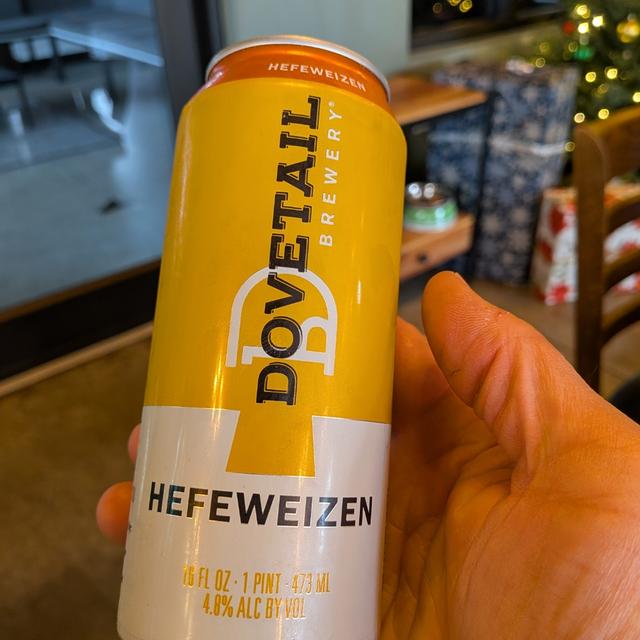 HEFEWEIZEN
DOVETAIL
BREWERY®
HEFEWEIZEN
16 FL OZ · 1 PINT · 473 ML
4.8% ALC BY VOL